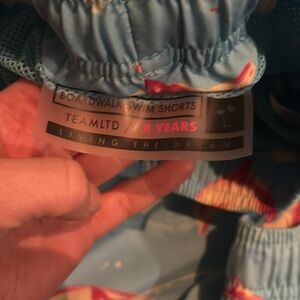 BOARDWALK SWIM SHORTS
TEAMLTD // 8 YEARS
LIVING THE DREAM